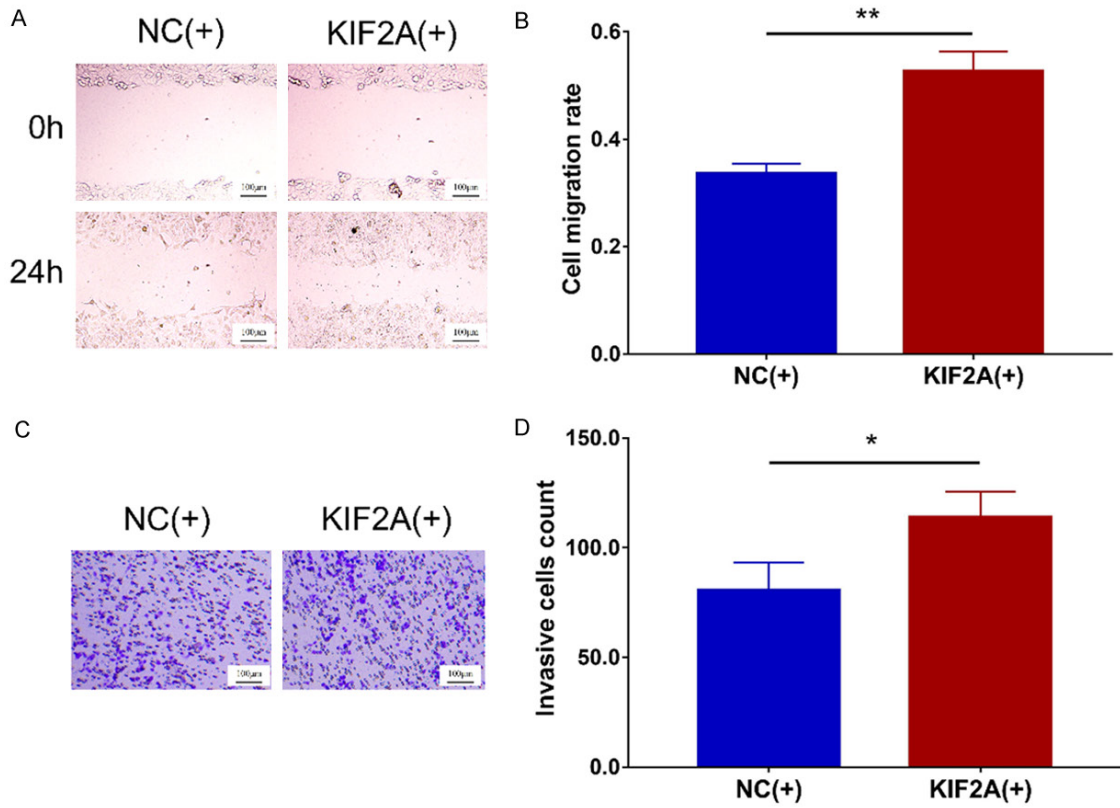 A
NC(+) KIF2A(+)
0h
100μm 100μm
24h
100μm 100μm
B
**
0.6
0.4
0.2
0.0
Cell migration rate
NC(+) KIF2A(+)
C
NC(+) KIF2A(+)
100μm 100μm
D
*
150.0
100.0
50.0
0.0
Invasive cells count
NC(+) KIF2A(+)